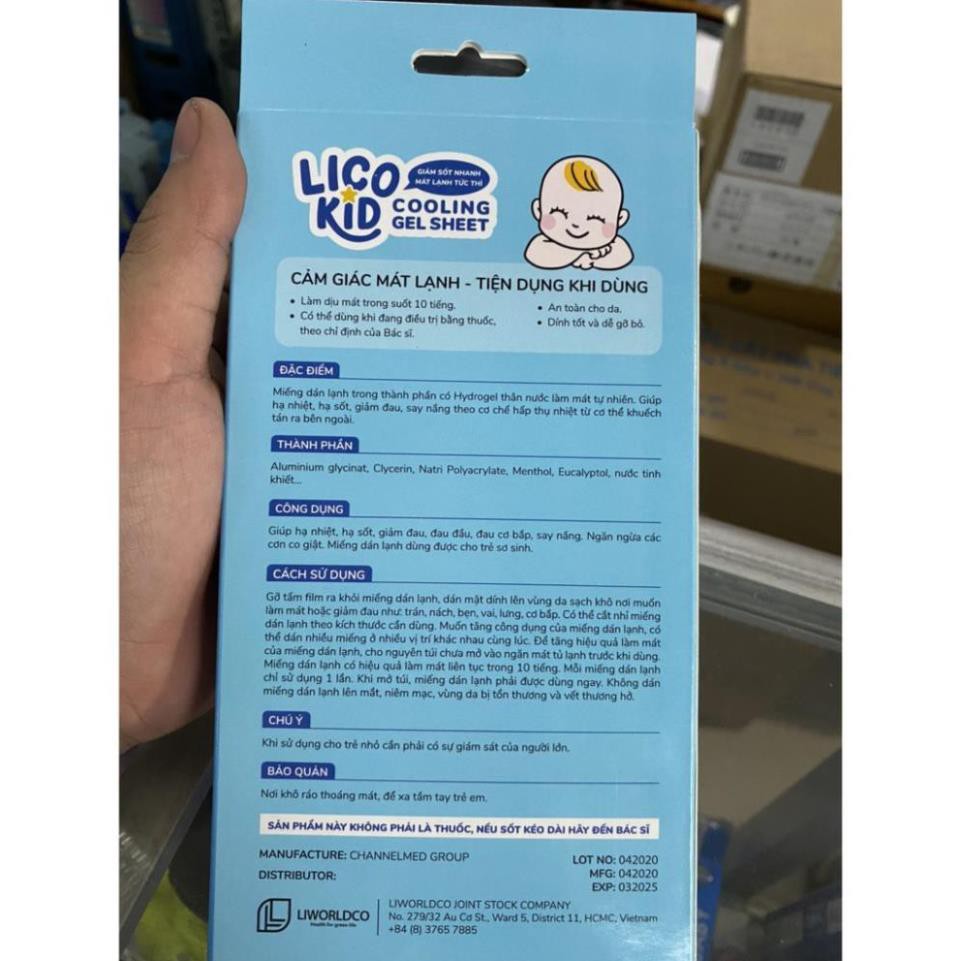 LICO KID
GIẢM SỐT NHANH
MÁT LẠNH TỨC THÌ
COOLING
GEL SHEET
CẢM GIÁC MÁT LẠNH - TIỆN DỤNG KHI DÙNG
• Làm dịu mát trong suốt 10 tiếng.
• Có thể dùng khi đang điều trị bằng thuốc,
theo chỉ định của Bác sĩ.
• An toàn cho da.
• Dính tốt và dễ gỡ bỏ.
ĐẶC ĐIỂM
Miếng dán lạnh trong thành phần có Hydrogel thân nước làm mát tự nhiên. Giúp
hạ nhiệt, hạ sốt, giảm đau, say nắng theo cơ chế hấp thụ nhiệt từ cơ thể khuếch
tán ra bên ngoài.
THÀNH PHẦN
Aluminium glycinat, Clycerin, Natri Polyacrylate, Menthol, Eucalyptol, nước tinh
khiết...
CÔNG DỤNG
Giúp hạ nhiệt, hạ sốt, giảm đau, đau đầu, đau cơ bắp, say nắng. Ngăn ngừa các
cơn co giật. Miếng dán lạnh dùng được cho trẻ sơ sinh.
CÁCH SỬ DỤNG
Gỡ tấm film ra khỏi miếng dán lạnh, dán mặt dính lên vùng da sạch khô nơi muốn
làm mát hoặc giảm đau như: trán, nách, bẹn, vai, lưng, cơ bắp. Có thể cắt nhỏ miếng
dán lạnh theo kích thước cần dùng. Muốn tăng công dụng của miếng dán lạnh, có
thể dán nhiều miếng ở nhiều vị trí khác nhau cùng lúc. Để tăng hiệu quả làm mát
của miếng dán lạnh, cho nguyên túi chưa mở vào ngăn mát tủ lạnh trước khi dùng.
Miếng dán lạnh có hiệu quả làm mát liên tục trong 10 tiếng. Mỗi miếng dán lạnh
chỉ sử dụng 1 lần. Khi mở túi, miếng dán lạnh phải được dùng ngay. Không dán
miếng dán lạnh lên mắt, niêm mạc, vùng da bị tổn thương và vết thương hở.
CHÚ Ý
Khi sử dụng cho trẻ nhỏ cần phải có sự giám sát của người lớn.
BẢO QUẢN
Nơi khô ráo thoáng mát, để xa tầm tay trẻ em.
SẢN PHẨM NÀY KHÔNG PHẢI LÀ THUỐC, NẾU SỐT KÉO DÀI HÃY ĐẾN BÁC SĨ
MANUFACTURE: CHANNELMED GROUP
DISTRIBUTOR:
LOT NO: 042020
MFG: 042020
EXP: 032025
LIWORLDCO
Health for green life
LIWORLDCO JOINT STOCK COMPANY
No. 279/32 Au Cơ St., Ward 5, District 11, HCMC, Vietnam
+84 (8) 3765 7885